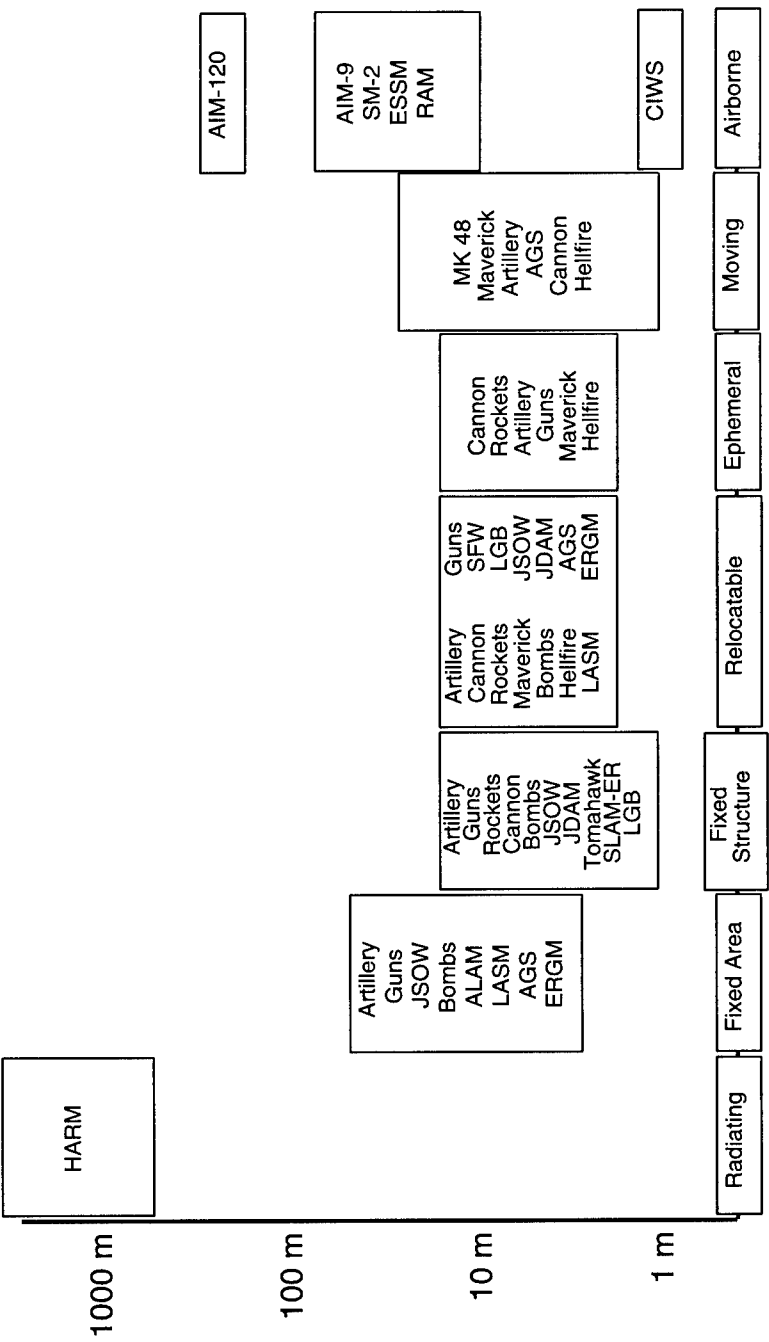 1000 m
100 m
10 m
1 m
HARM
Artillery
Guns
JSOW
Bombs
ALAM
LASM
AGS
ERGM
Artillery
Guns
Rockets
Cannon
Bombs
JSOW
JDAM
Tomahawk
SLAM-ER
LGB
Artillery
Cannon
Rockets
Maverick
Bombs
Hellfire
LASM
Guns
SFW
LGB
JSOW
JDAM
AGS
ERGM
Cannon
Rockets
Artillery
Guns
Maverick
Hellfire
MK 48
Maverick
Artillery
AGS
Cannon
Hellfire
AIM-120
AIM-9
SM-2
ESSM
RAM
CIWS
Radiating
Fixed Area
Fixed
Structure
Relocatable
Ephemeral
Moving
Airborne